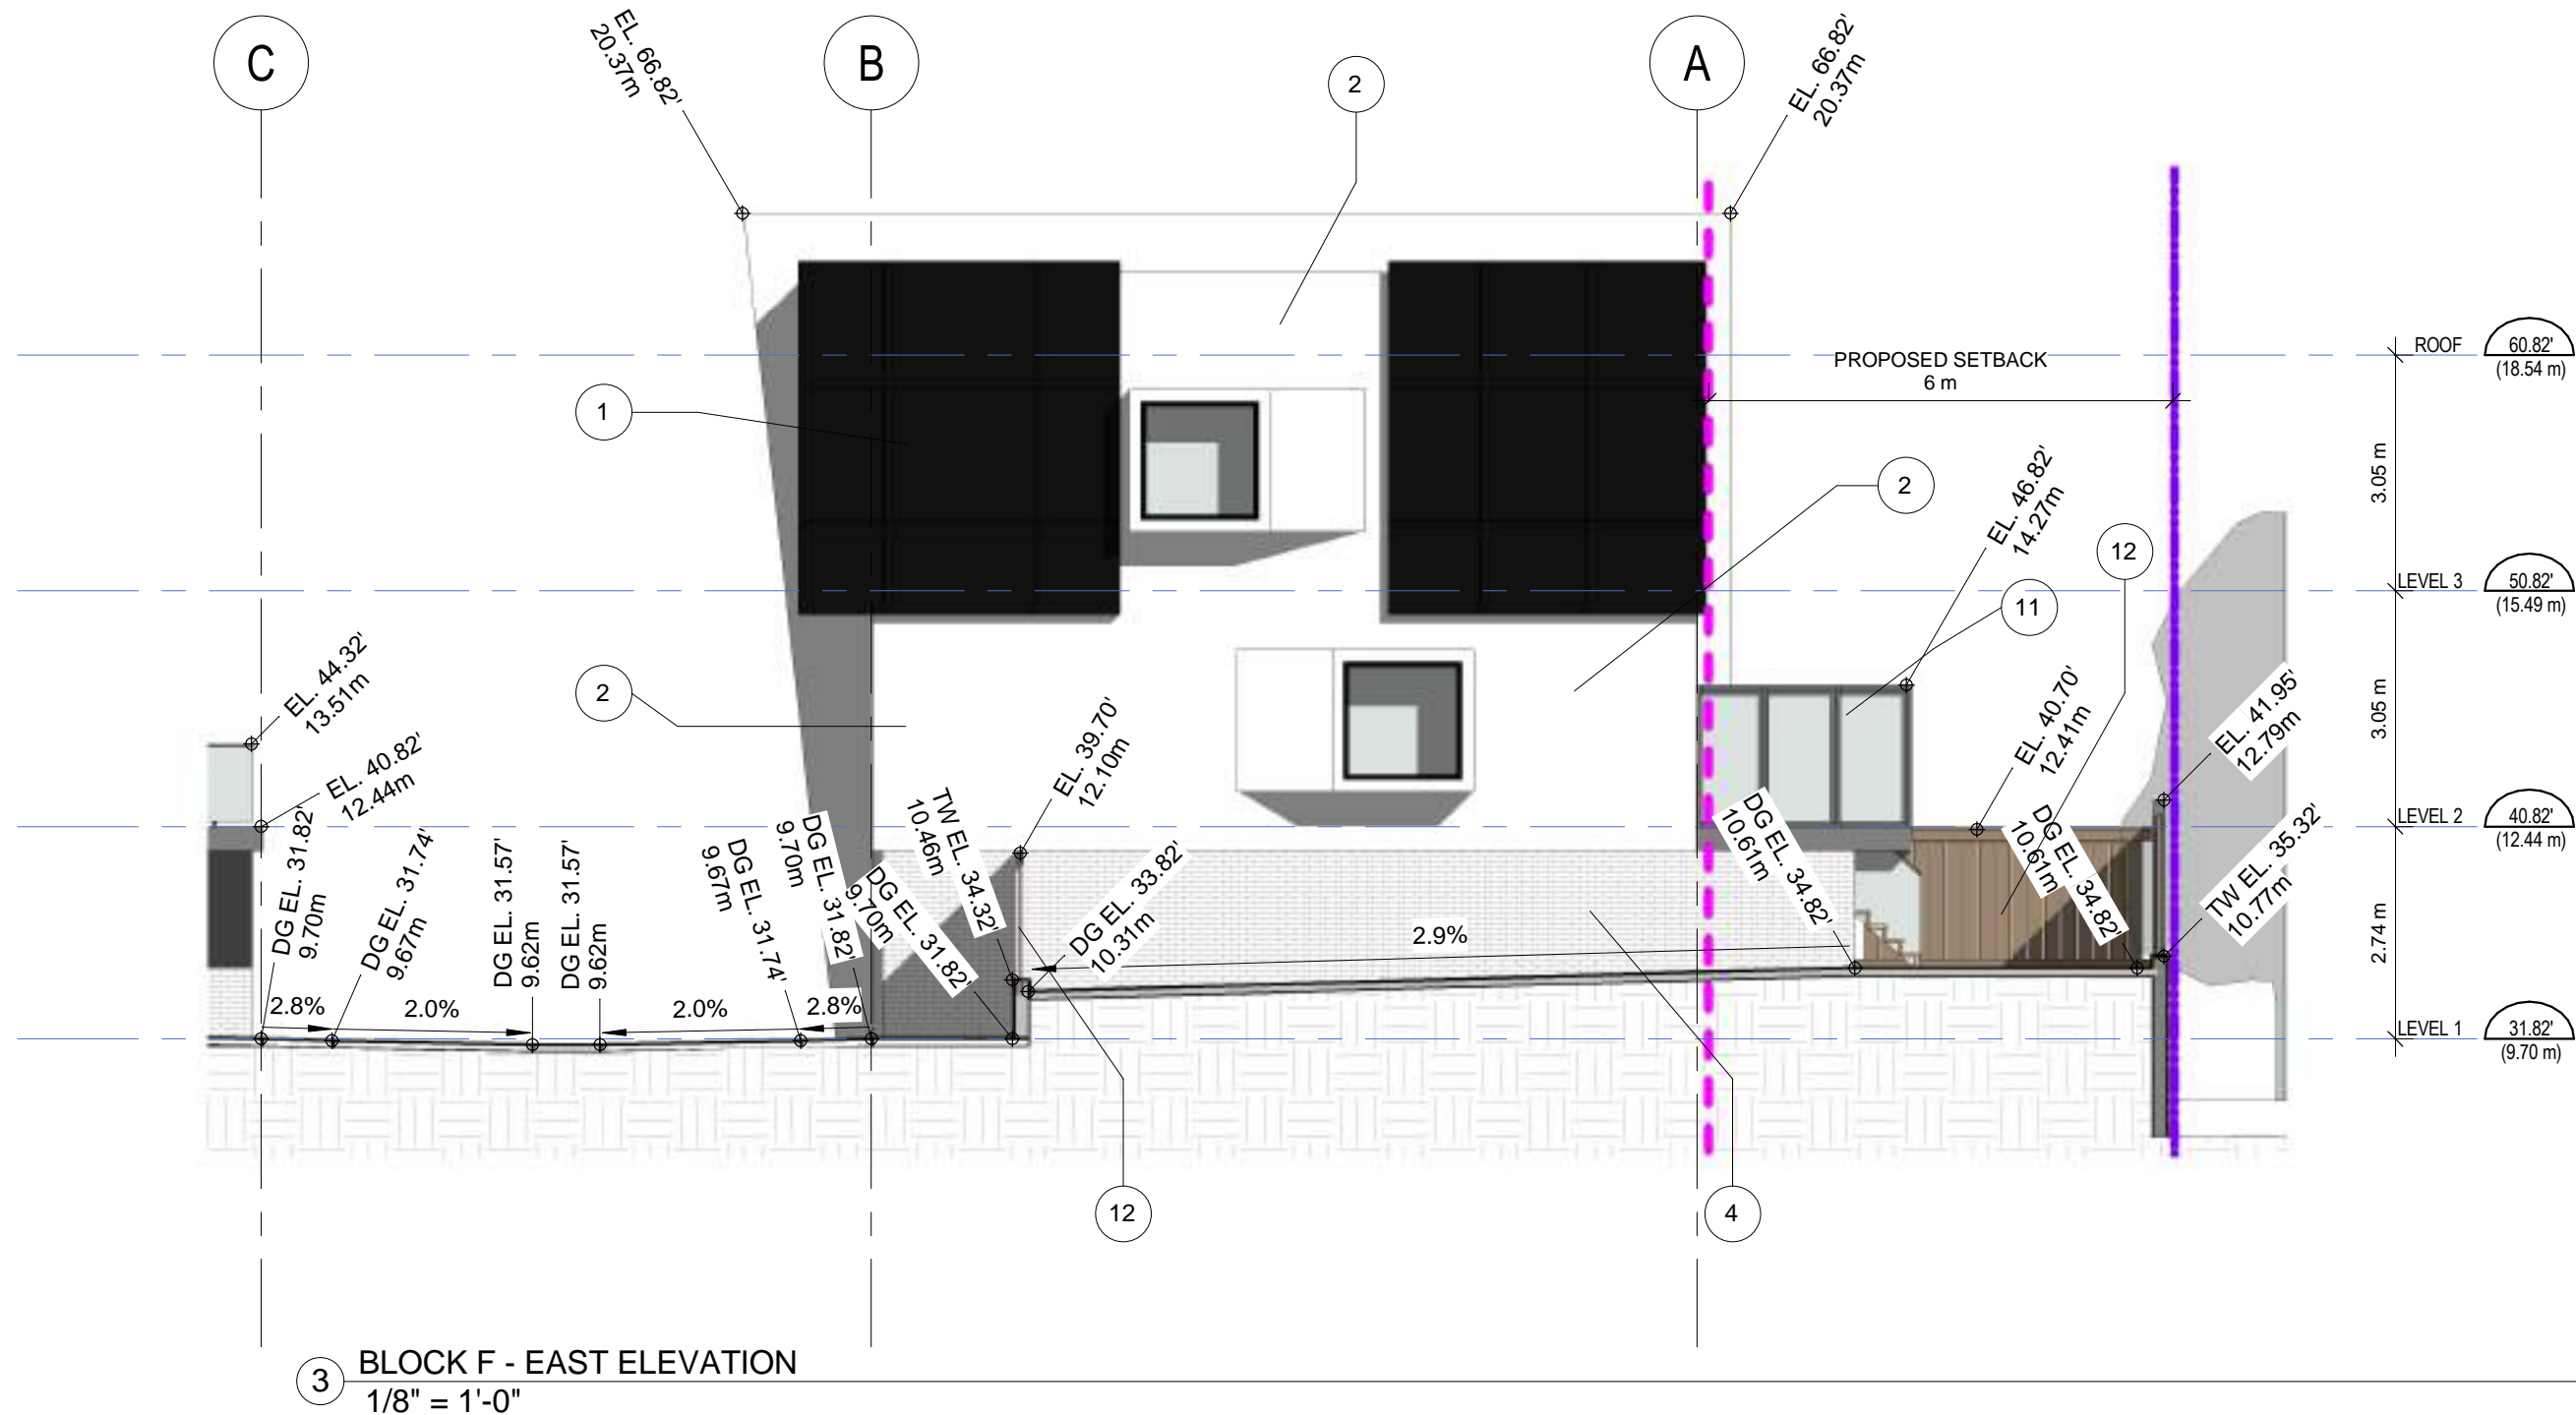 C
B
A
EL. 66.82'
20.37m
2
EL. 66.82'
20.37m
ROOF
60.82'
(18.54 m)
PROPOSED SETBACK
6 m
1
3.05 m
2
EL. 46.82'
14.27m
12
LEVEL 3
50.82'
(15.49 m)
11
EL. 44.32'
13.51m
2
3.05 m
EL. 40.82'
12.44m
EL. 39.70'
12.10m
EL. 40.70'
12.41m
EL. 41.95'
12.79m
LEVEL 2
40.82'
(12.44 m)
DG EL. 31.82'
9.70m
DG EL. 31.74'
9.67m
DG EL. 31.57'
9.62m
DG EL. 31.57'
9.62m
DG EL. 31.74'
9.67m
DG EL. 31.82'
9.70m
DG EL. 31.82'
9.70m
TW EL. 34.32'
10.46m
DG EL. 33.82'
10.31m
DG EL. 34.82'
10.61m
DG EL. 34.82'
10.61m
TW EL. 35.32'
10.77m
2.74 m
2.9%
2.8%
2.0%
2.0%
2.8%
LEVEL 1
31.82'
(9.70 m)
12
4
3
BLOCK F - EAST ELEVATION
1/8" = 1'-0"